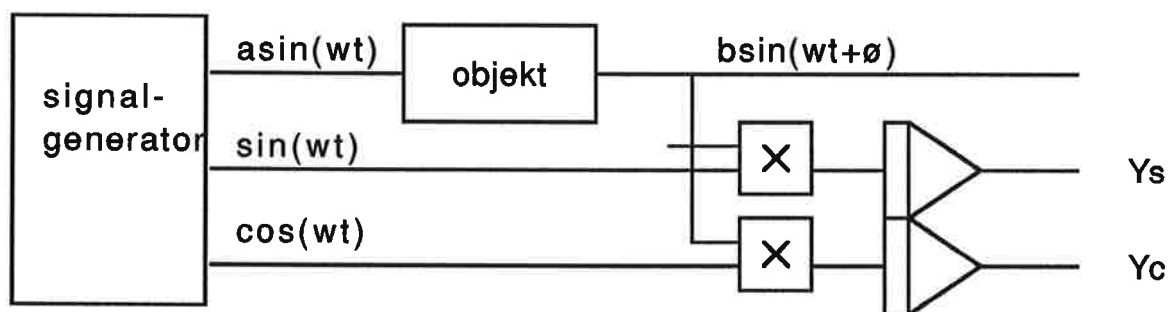 asin(wt)
objekt
bsin(wt+ø)
signal-
generator
sin(wt)
×
Ys
cos(wt)
×
Yc